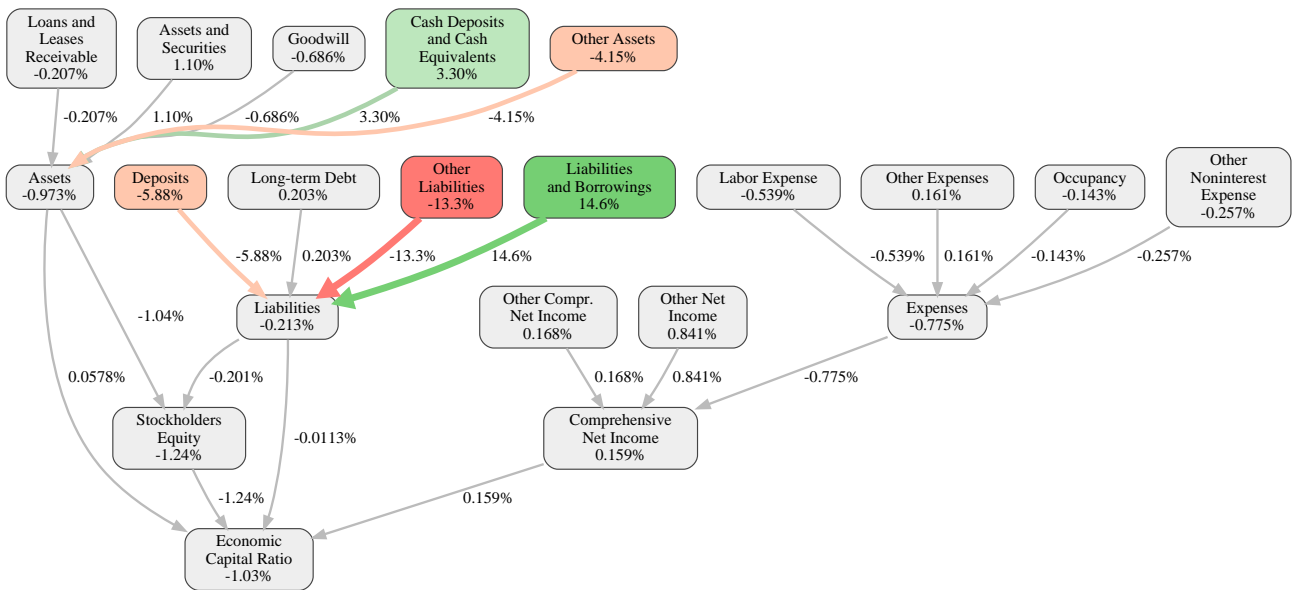 Loans and
Leases
Receivable
-0.207%
Assets and
Securities
1.10%
Goodwill
-0.686%
Cash Deposits
and Cash
Equivalents
3.30%
Other Assets
-4.15%
-0.207%
1.10%
-0.686%
3.30%
-4.15%
Assets
-0.973%
Deposits
-5.88%
Long-term Debt
0.203%
Other
Liabilities
-13.3%
Liabilities
and Borrowings
14.6%
Labor Expense
-0.539%
Other Expenses
0.161%
Occupancy
-0.143%
Other
Noninterest
Expense
-0.257%
-5.88%
0.203%
-13.3%
14.6%
-0.539%
0.161%
-0.143%
-0.257%
Liabilities
-0.213%
Other Compr.
Net Income
0.168%
Other Net
Income
0.841%
Expenses
-0.775%
-1.04%
0.0578%
-0.201%
0.168%
0.841%
-0.775%
Stockholders
Equity
-1.24%
-0.0113%
Comprehensive
Net Income
0.159%
-1.24%
0.159%
Economic
Capital Ratio
-1.03%